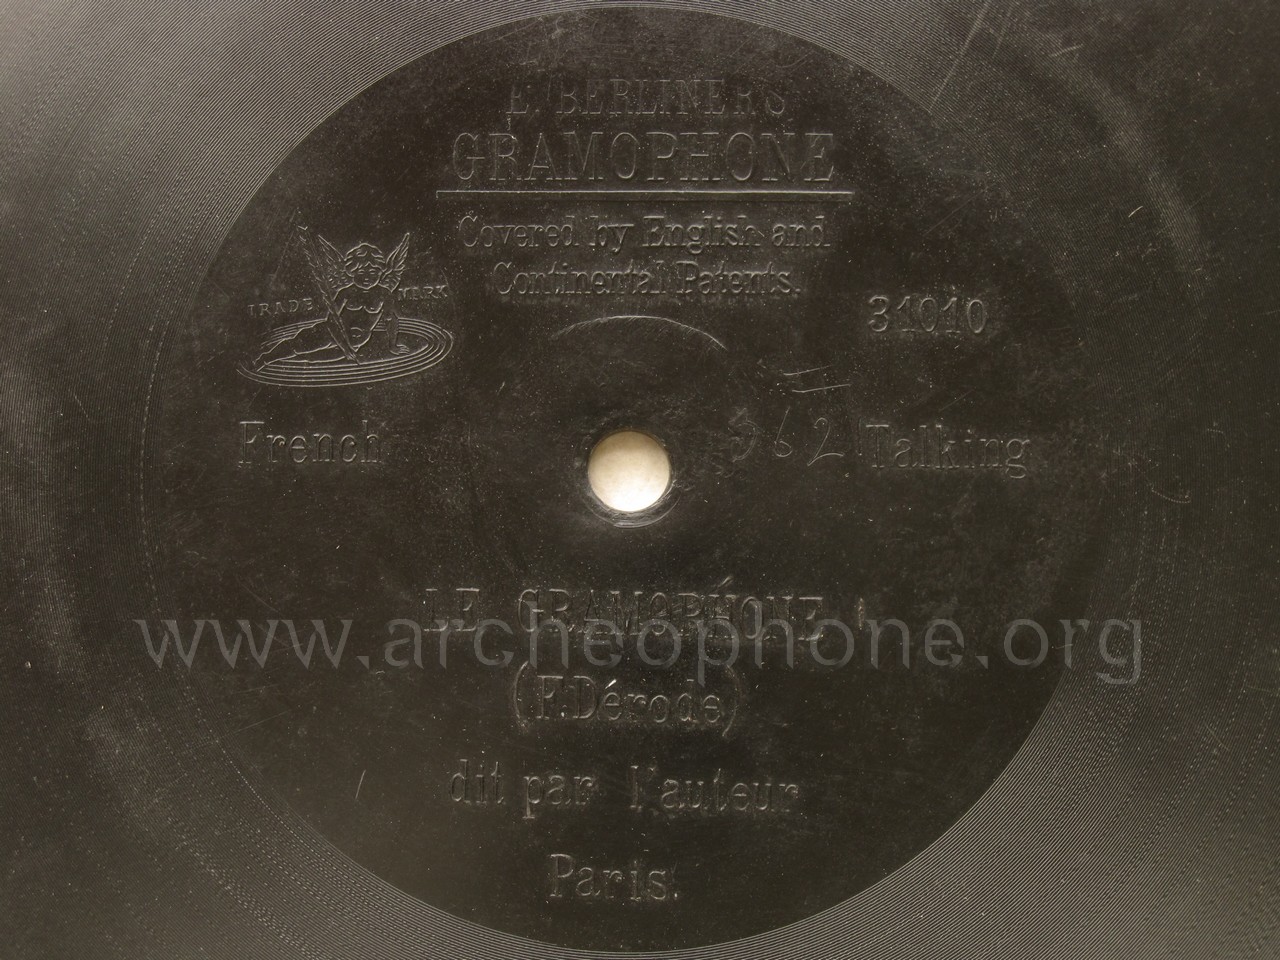 E. BERLINER'S
GRAMOPHONE
Covered by English and
Continental Patents.
TRADE MARK
31010
French
362
Talking
LE GRAMOPHONE
www.archeophone.org
(F. Dérode)
dit par l'auteur
Paris.